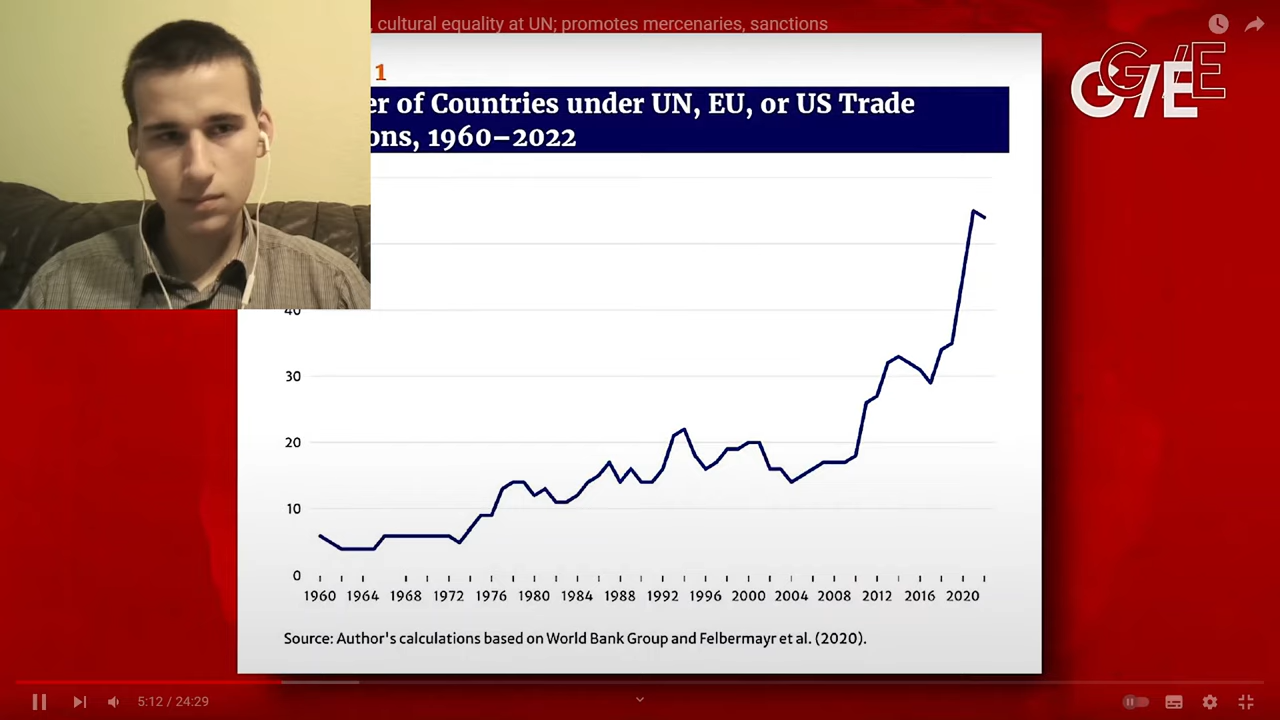 , cultural equality at UN; promotes mercenaries, sanctions
G/E
1
er of Countries under UN, EU, or US Trade
ons, 1960–2022
40
30
20
10
0
1960 1964 1968 1972 1976 1980 1984 1988 1992 1996 2000 2004 2008 2012 2016 2020
Source: Author's calculations based on World Bank Group and Felbermayr et al. (2020).
5:12 / 24:29